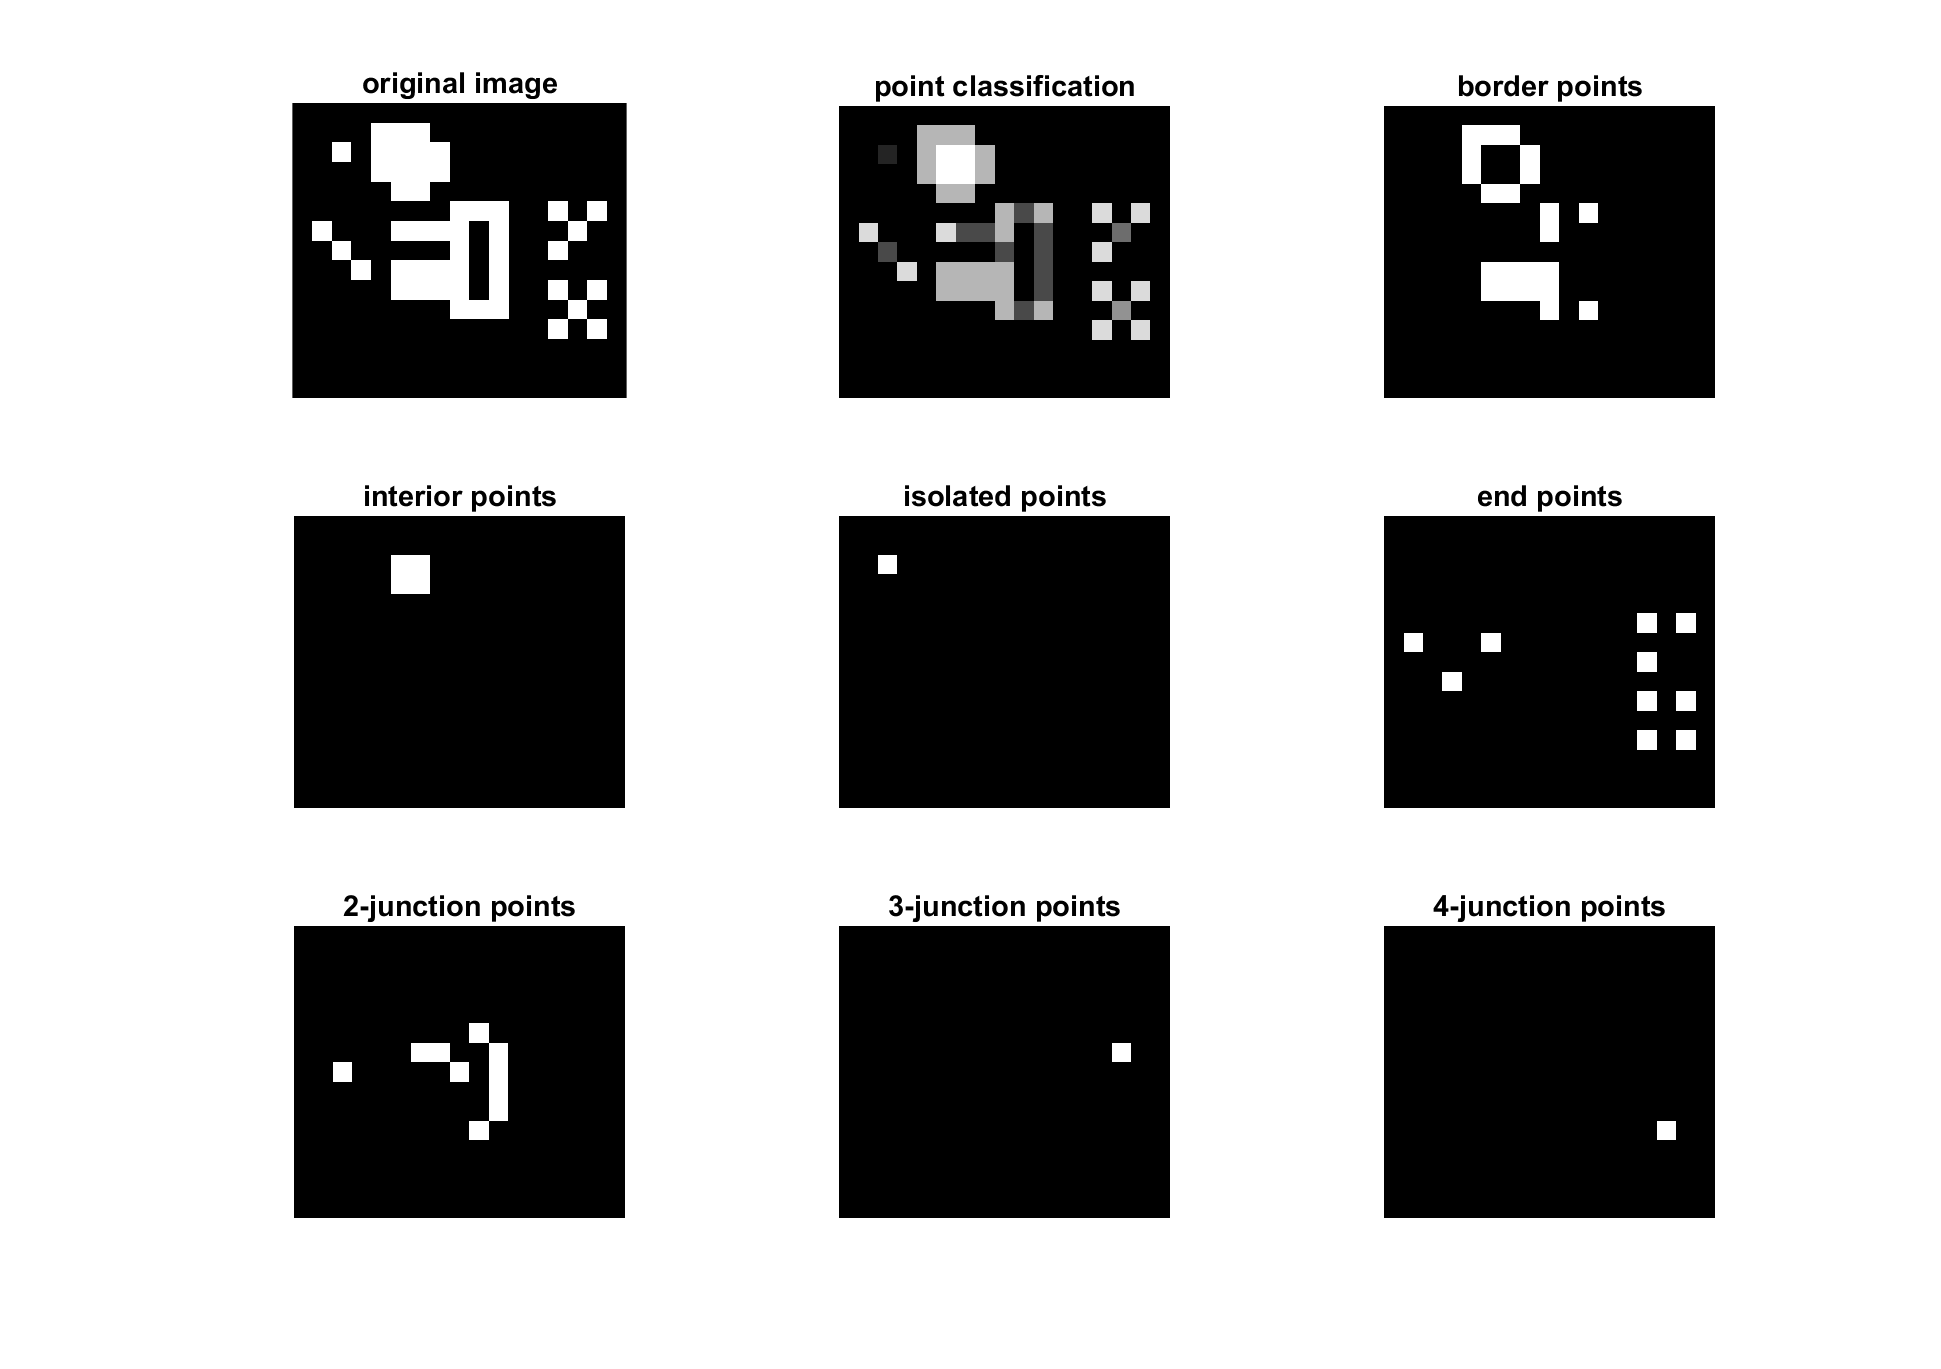 original image
point classification
border points
interior points
isolated points
end points
2-junction points
3-junction points
4-junction points